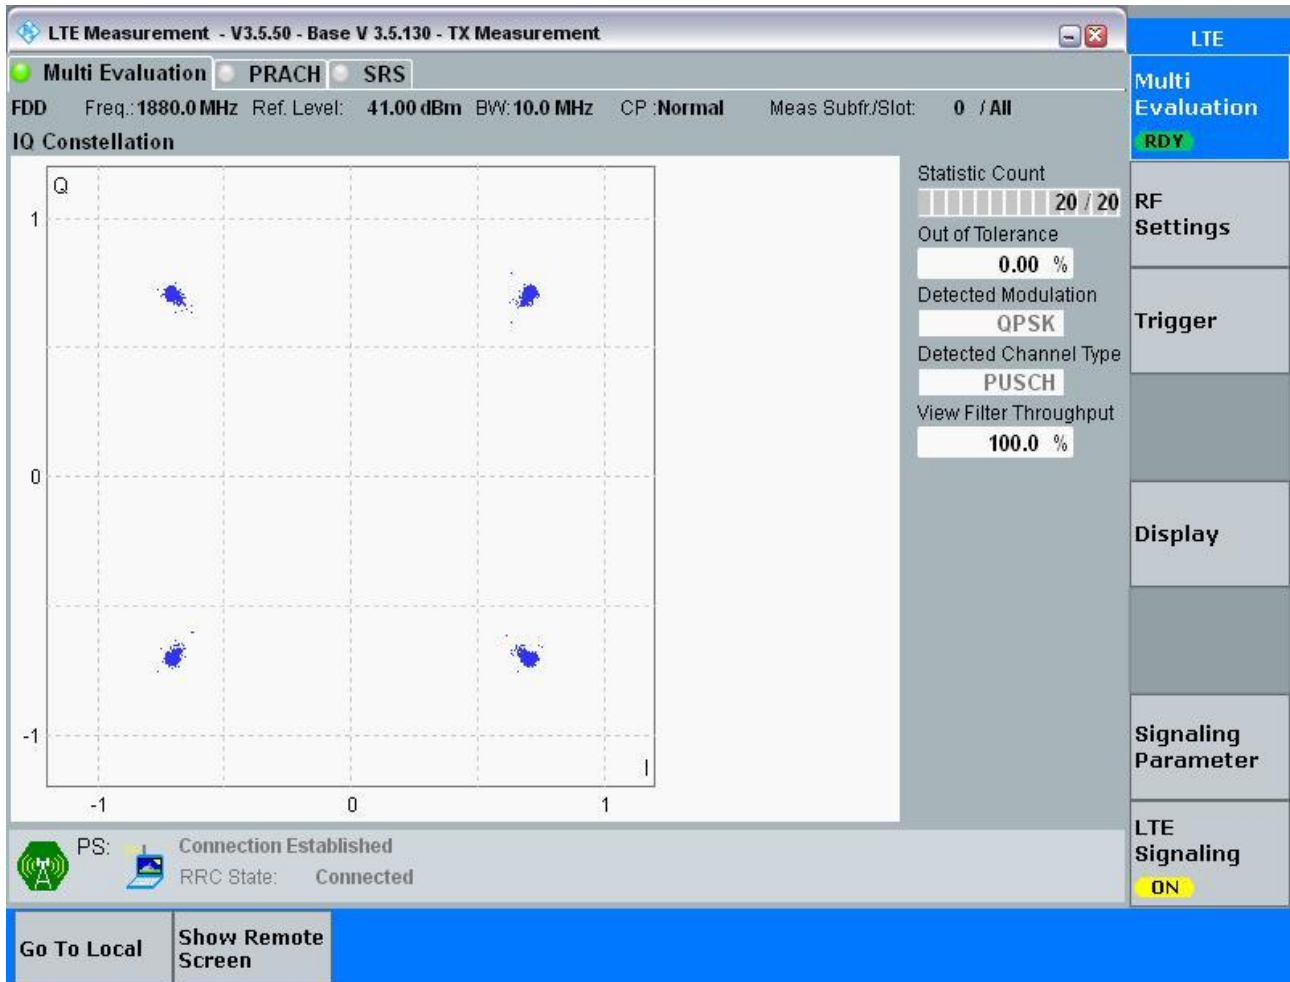 LTE Measurement - V3.5.50 - Base V 3.5.130 - TX Measurement
LTE
Multi Evaluation PRACH SRS
Multi
Evaluation
RDY
FDD Freq.: 1880.0 MHz Ref. Level: 41.00 dBm BW: 10.0 MHz CP :Normal Meas Subfr./Slot: 0 / All
IQ Constellation
Q
1
0
-1
I
-1 0 1
Statistic Count
20 / 20
Out of Tolerance
0.00 %
Detected Modulation
QPSK
Detected Channel Type
PUSCH
View Filter Throughput
100.0 %
RF
Settings
Trigger
Display
Signaling
Parameter
LTE
Signaling
ON
PS: Connection Established
RRC State: Connected
Go To Local
Show Remote
Screen